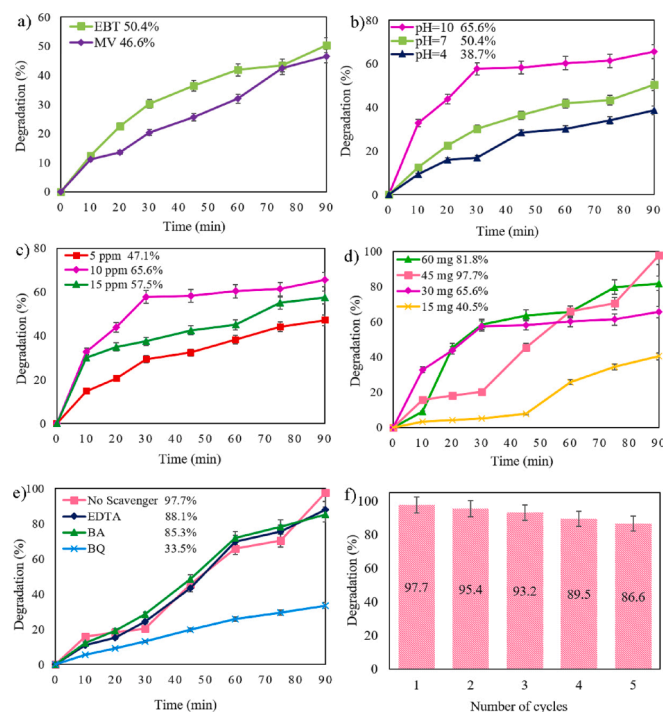 a)
EBT 50.4%
MV 46.6%
Degradation (%)
60
50
40
30
20
10
0
0 10 20 30 40 50 60 70 80 90
Time (min)
b)
pH=10 65.6%
pH=7 50.4%
pH=4 38.7%
Degradation (%)
80
60
40
20
0
0 10 20 30 40 50 60 70 80 90
Time (min)
c)
5 ppm 47.1%
10 ppm 65.6%
15 ppm 57.5%
Degradation (%)
80
60
40
20
0
0 10 20 30 40 50 60 70 80 90
Time (min)
d)
60 mg 81.8%
45 mg 97.7%
30 mg 65.6%
15 mg 40.5%
Degradation (%)
100
80
60
40
20
0
0 10 20 30 40 50 60 70 80 90
Time (min)
e)
No Scavenger 97.7%
EDTA 88.1%
BA 85.3%
BQ 33.5%
Degradation (%)
100
80
60
40
20
0
0 10 20 30 40 50 60 70 80 90
Time (min)
f)
Degradation (%)
100
80
60
40
20
0
97.7 95.4 93.2 89.5 86.6
1 2 3 4 5
Number of cycles